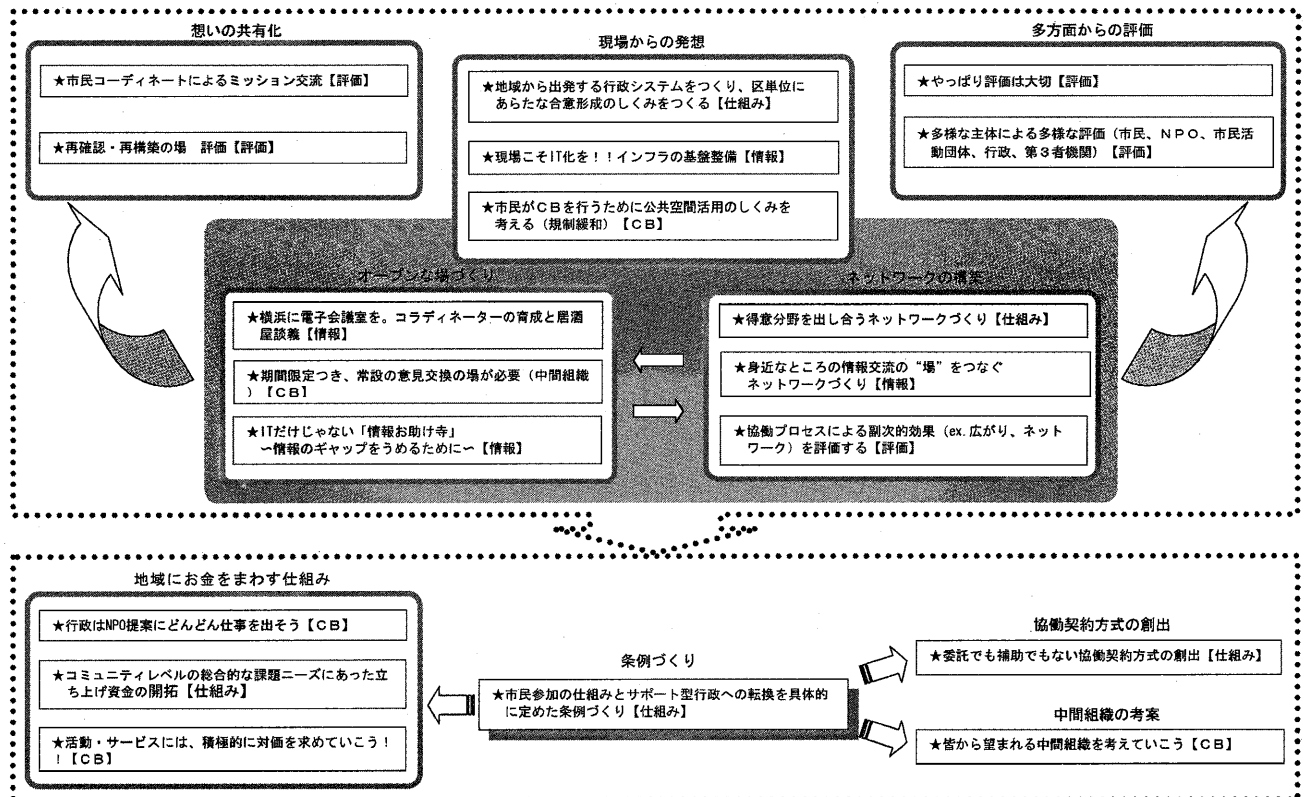 想いの共有化
★市民コーディネートによるミッション交流【評価】
★再確認・再構築の場　評価【評価】
現場からの発想
★地域から出発する行政システムをつくり、区単位に
あらたな合意形成のしくみをつくる【仕組み】
★現場こそIT化を！！インフラの基盤整備【情報】
★市民がＣＢを行うために公共空間活用のしくみを
考える（規制緩和）【ＣＢ】
多方面からの評価
★やっぱり評価は大切【評価】
★多様な主体による多様な評価（市民、ＮＰＯ、市民活
動団体、行政、第３者機関）【評価】
オープンな場づくり
★横浜に電子会議室を。コラディネーターの育成と居酒
屋談義【情報】
★期間限定つき、常設の意見交換の場が必要（中間組織
）【ＣＢ】
★ITだけじゃない「情報お助け寺」
～情報のギャップをうめるために～【情報】
ネットワークの構築
★得意分野を出し合うネットワークづくり【仕組み】
★身近なところの情報交流の“場”をつなぐ
ネットワークづくり【情報】
★協働プロセスによる副次的効果（ex.広がり、ネット
ワーク）を評価する【評価】
地域にお金をまわす仕組み
★行政はNPO提案にどんどん仕事を出そう【ＣＢ】
★コミュニティレベルの総合的な課題ニーズにあった立
ち上げ資金の開拓【仕組み】
★活動・サービスには、積極的に対価を求めていこう！
！【CB】
条例づくり
★市民参加の仕組みとサポート型行政への転換を具体的
に定めた条例づくり【仕組み】
協働契約方式の創出
★委託でも補助でもない協働契約方式の創出【仕組み】
中間組織の考案
★皆から望まれる中間組織を考えていこう【ＣＢ】